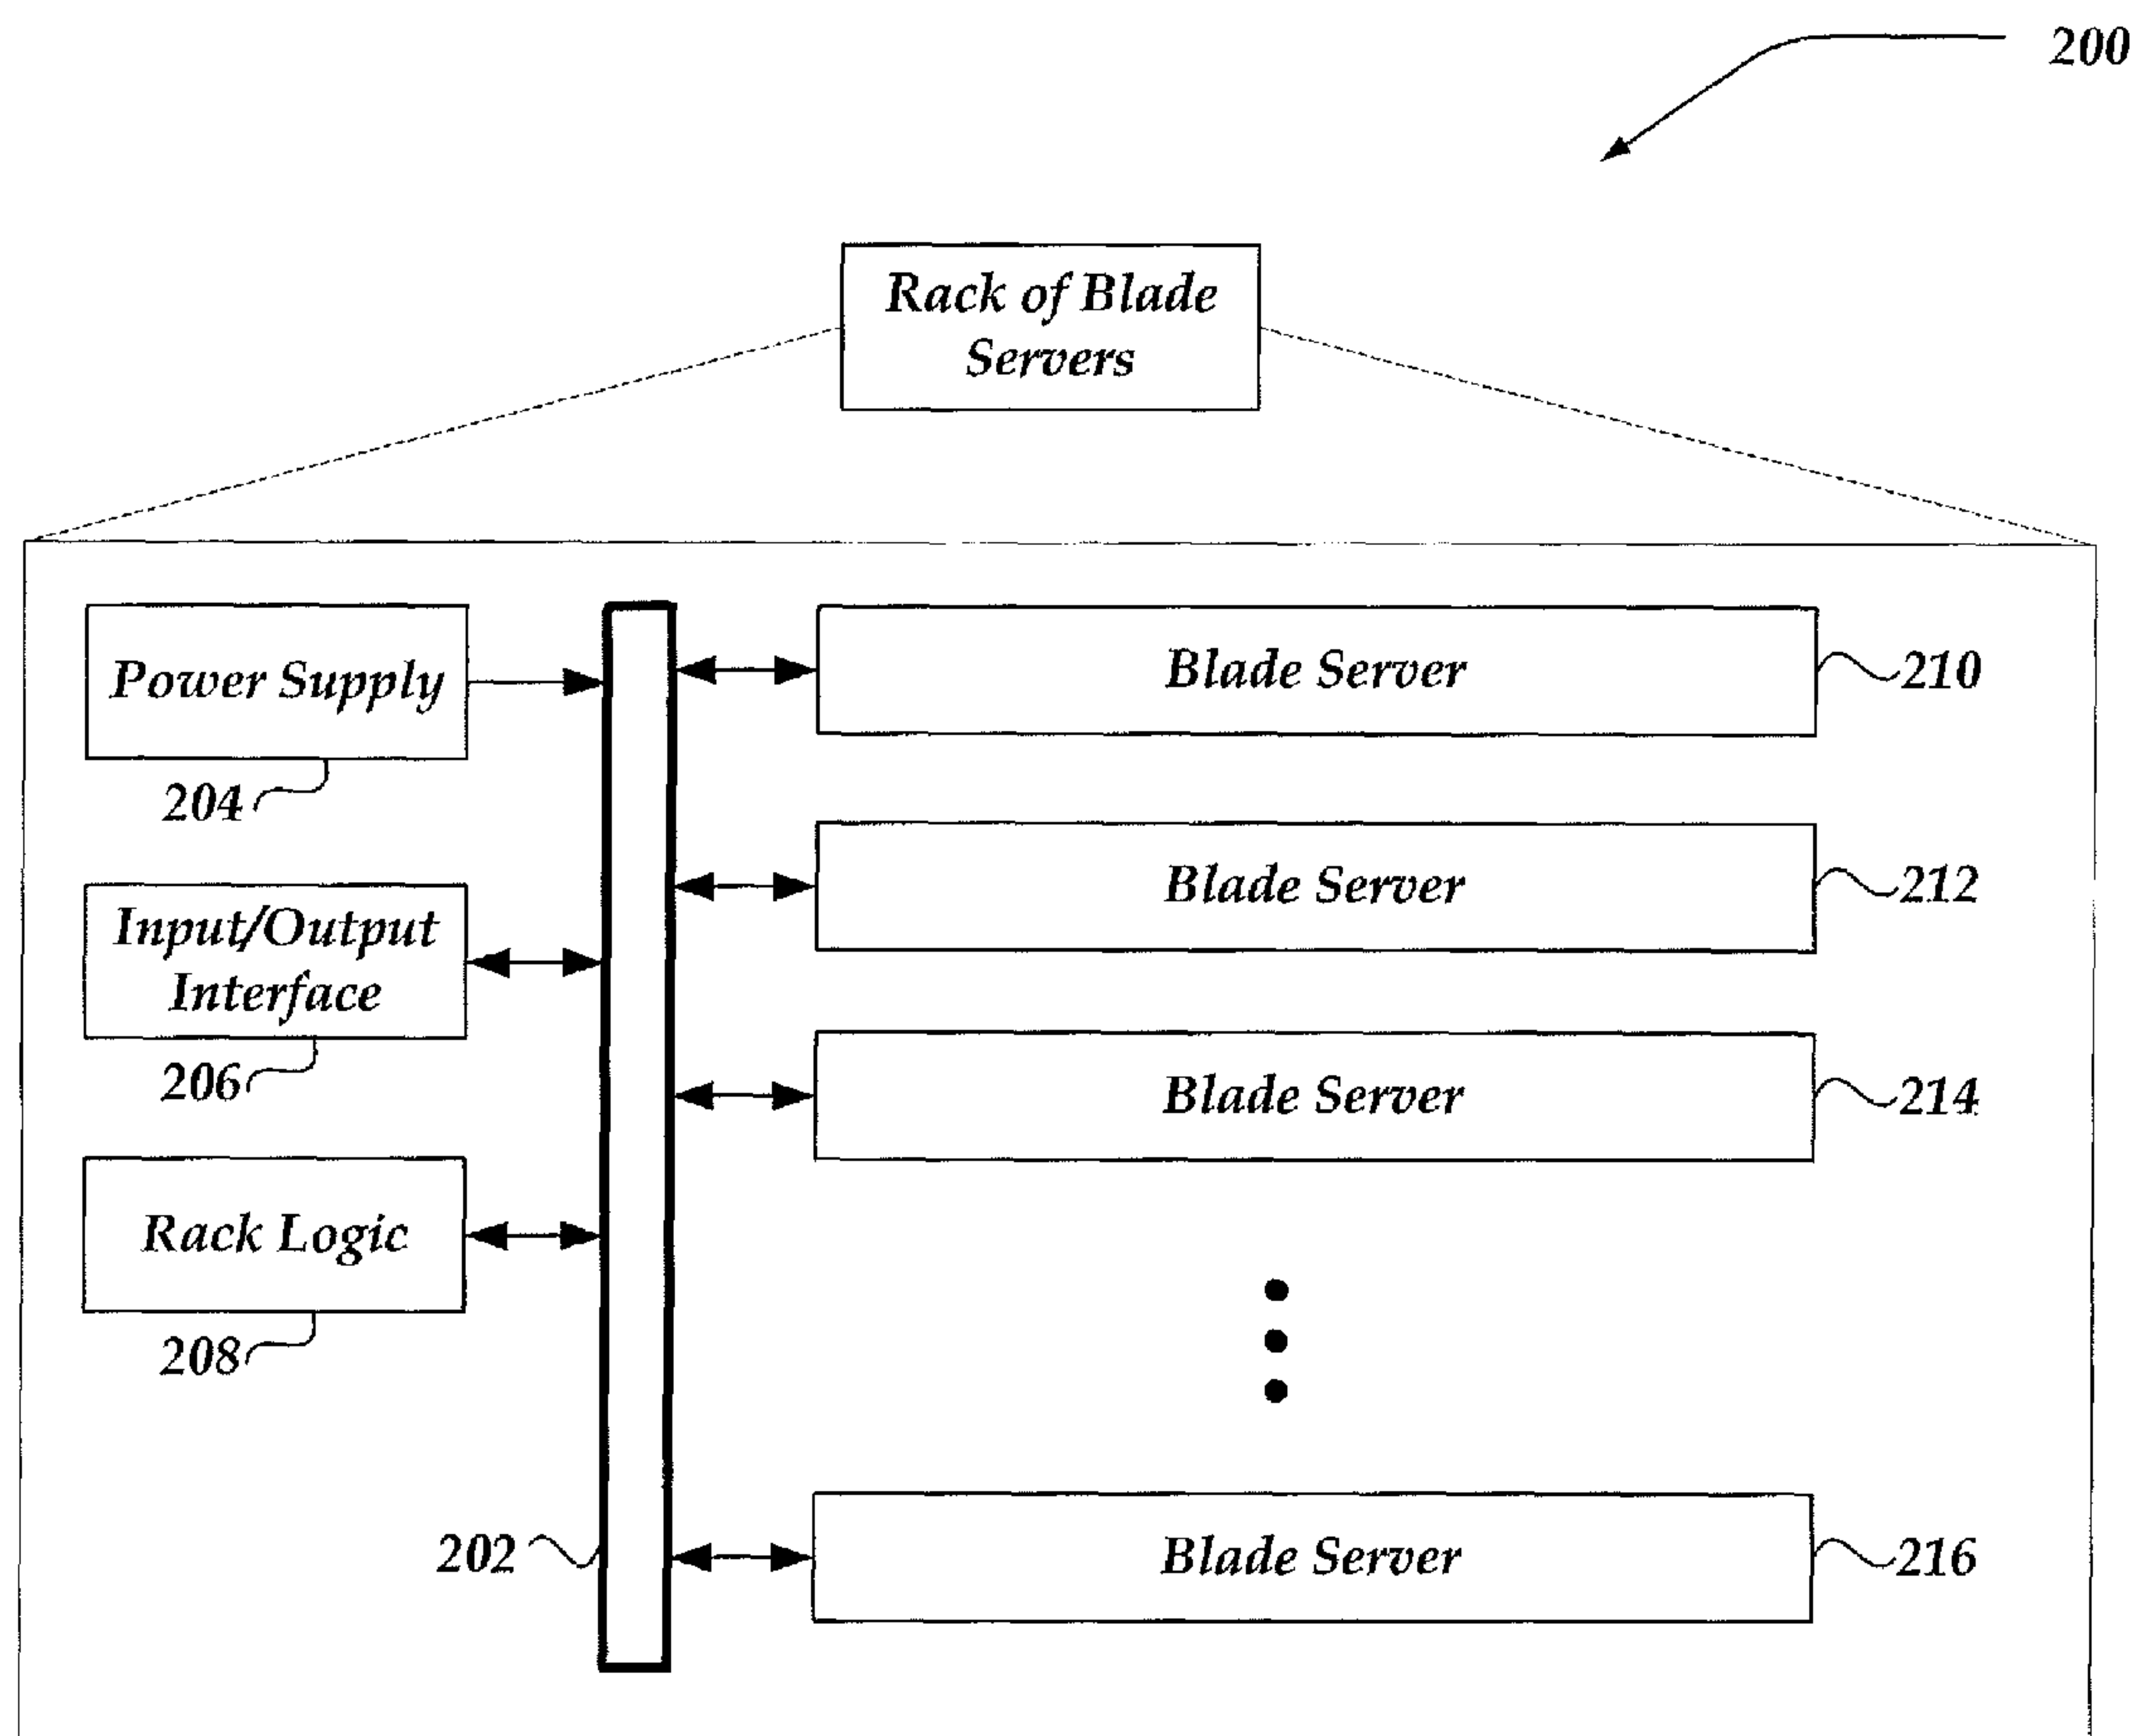 200
Rack of Blade
Servers
Power Supply
204
Input/Output
Interface
206
Rack Logic
208
202
Blade Server
210
Blade Server
212
Blade Server
214
Blade Server
216